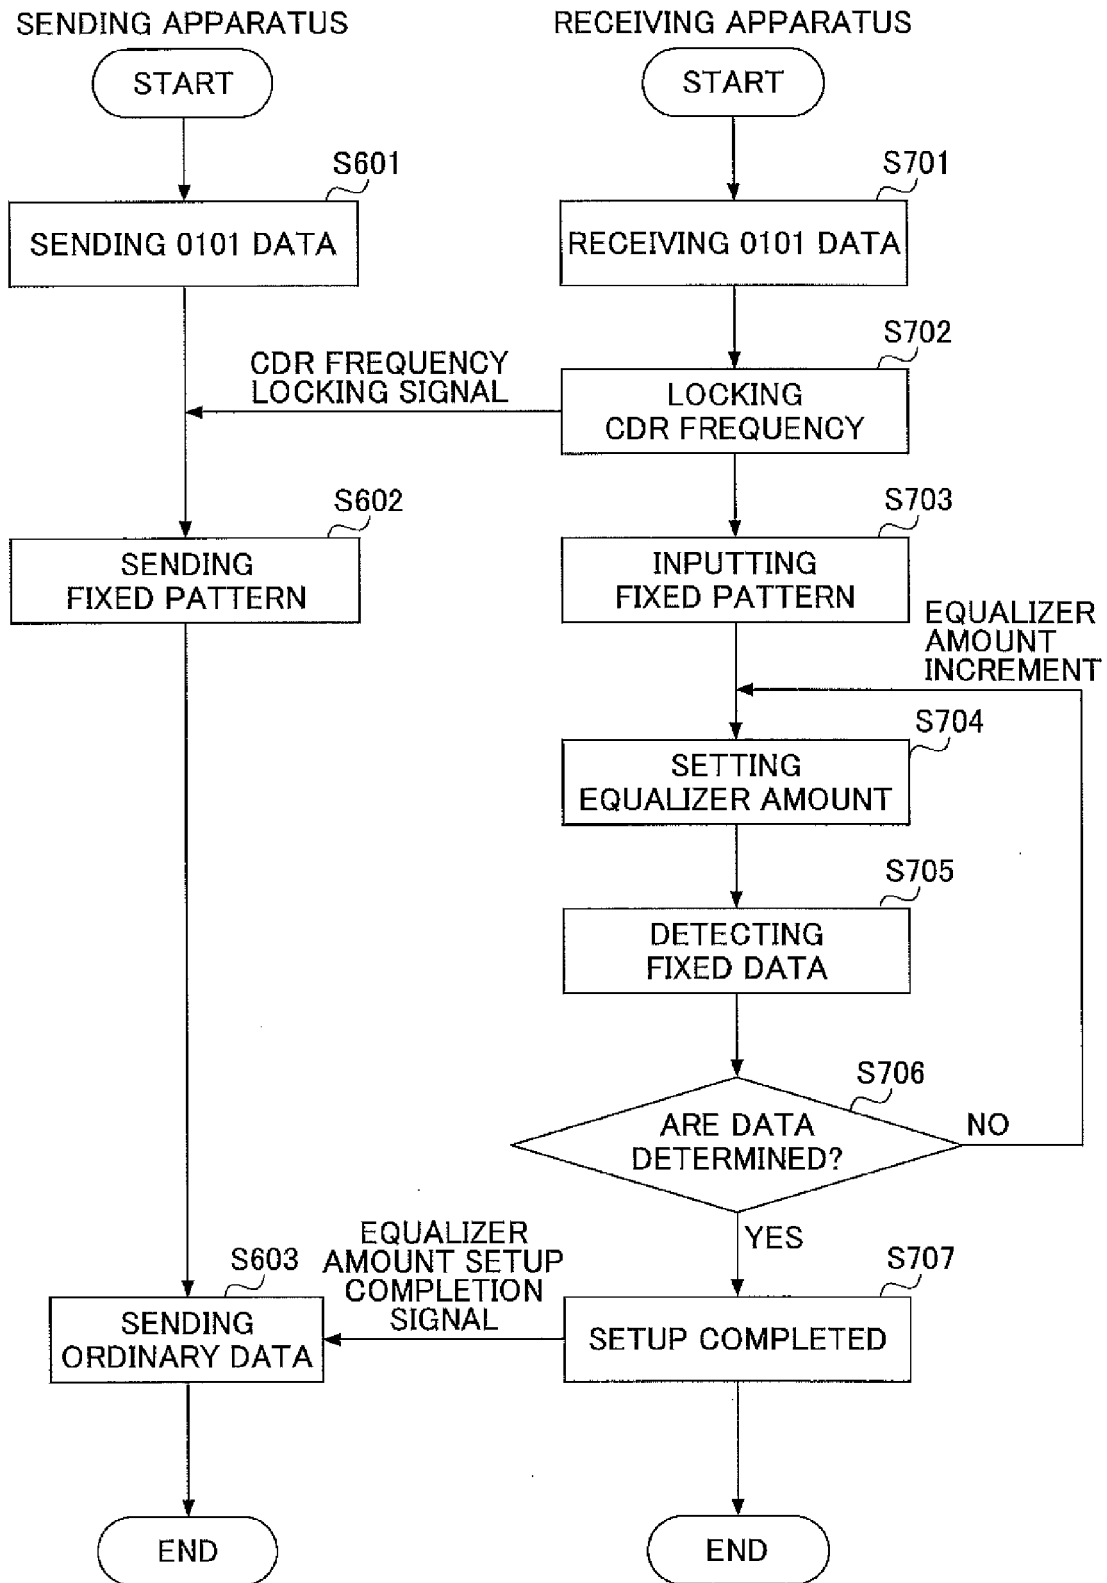 SENDING APPARATUS
RECEIVING APPARATUS
START
START
S601
S701
SENDING 0101 DATA
RECEIVING 0101 DATA
S702
CDR FREQUENCY
LOCKING SIGNAL
LOCKING
CDR FREQUENCY
S602
S703
SENDING
FIXED PATTERN
INPUTTING
FIXED PATTERN
EQUALIZER
AMOUNT
INCREMENT
S704
SETTING
EQUALIZER AMOUNT
S705
DETECTING
FIXED DATA
S706
ARE DATA
DETERMINED?
NO
YES
EQUALIZER
AMOUNT SETUP
COMPLETION
SIGNAL
S603
S707
SENDING
ORDINARY DATA
SETUP COMPLETED
END
END